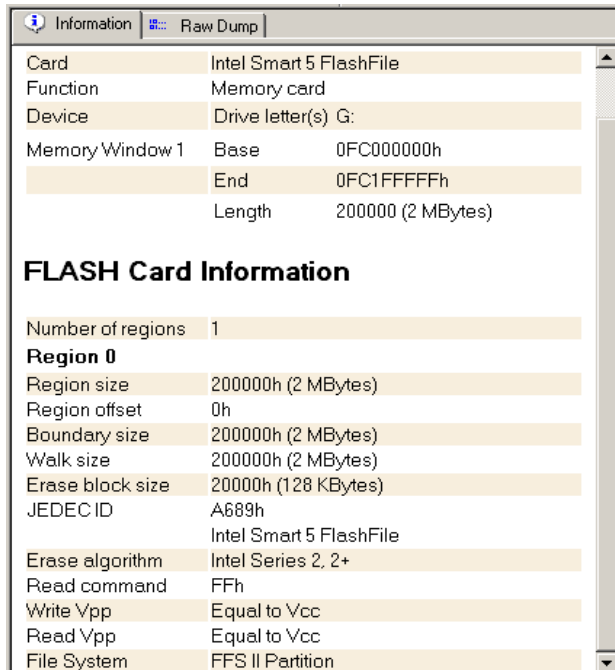 Information Raw Dump
Card Intel Smart 5 FlashFile
Function Memory card
Device Drive letter(s) G:
Memory Window 1 Base 0FC000000h
End 0FC1FFFFFh
Length 200000 (2 MBytes)
FLASH Card Information
Number of regions 1
Region 0
Region size 200000h (2 MBytes)
Region offset 0h
Boundary size 200000h (2 MBytes)
Walk size 200000h (2 MBytes)
Erase block size 20000h (128 KBytes)
JEDEC ID A689h
Intel Smart 5 FlashFile
Erase algorithm Intel Series 2, 2+
Read command FFh
Write Vpp Equal to Vcc
Read Vpp Equal to Vcc
File System FFS II Partition